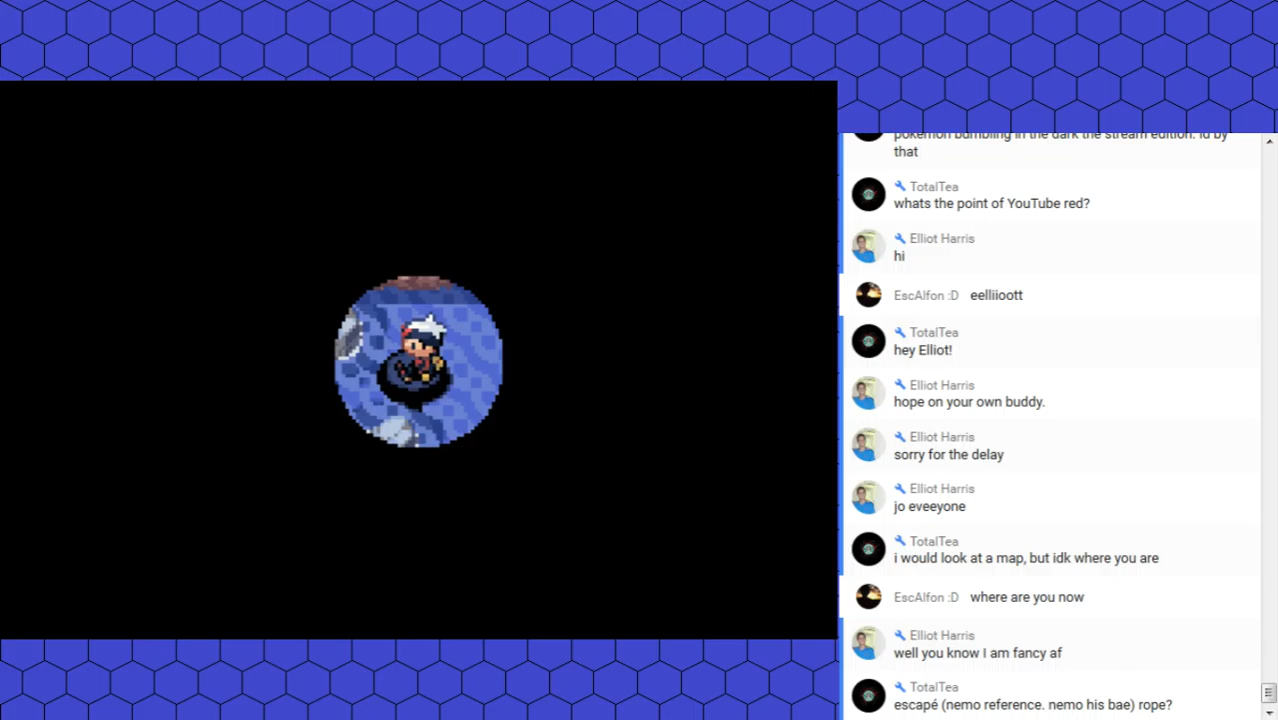 pokemon bumbling in the dark the stream edition. id by
that
TotalTea
whats the point of YouTube red?
Elliot Harris
hi
EscAlfon :D eelliioott
TotalTea
hey Elliot!
Elliot Harris
hope on your own buddy.
Elliot Harris
sorry for the delay
Elliot Harris
jo eveeyone
TotalTea
i would look at a map, but idk where you are
EscAlfon :D where are you now
Elliot Harris
well you know I am fancy af
TotalTea
escapé (nemo reference. nemo his bae) rope?